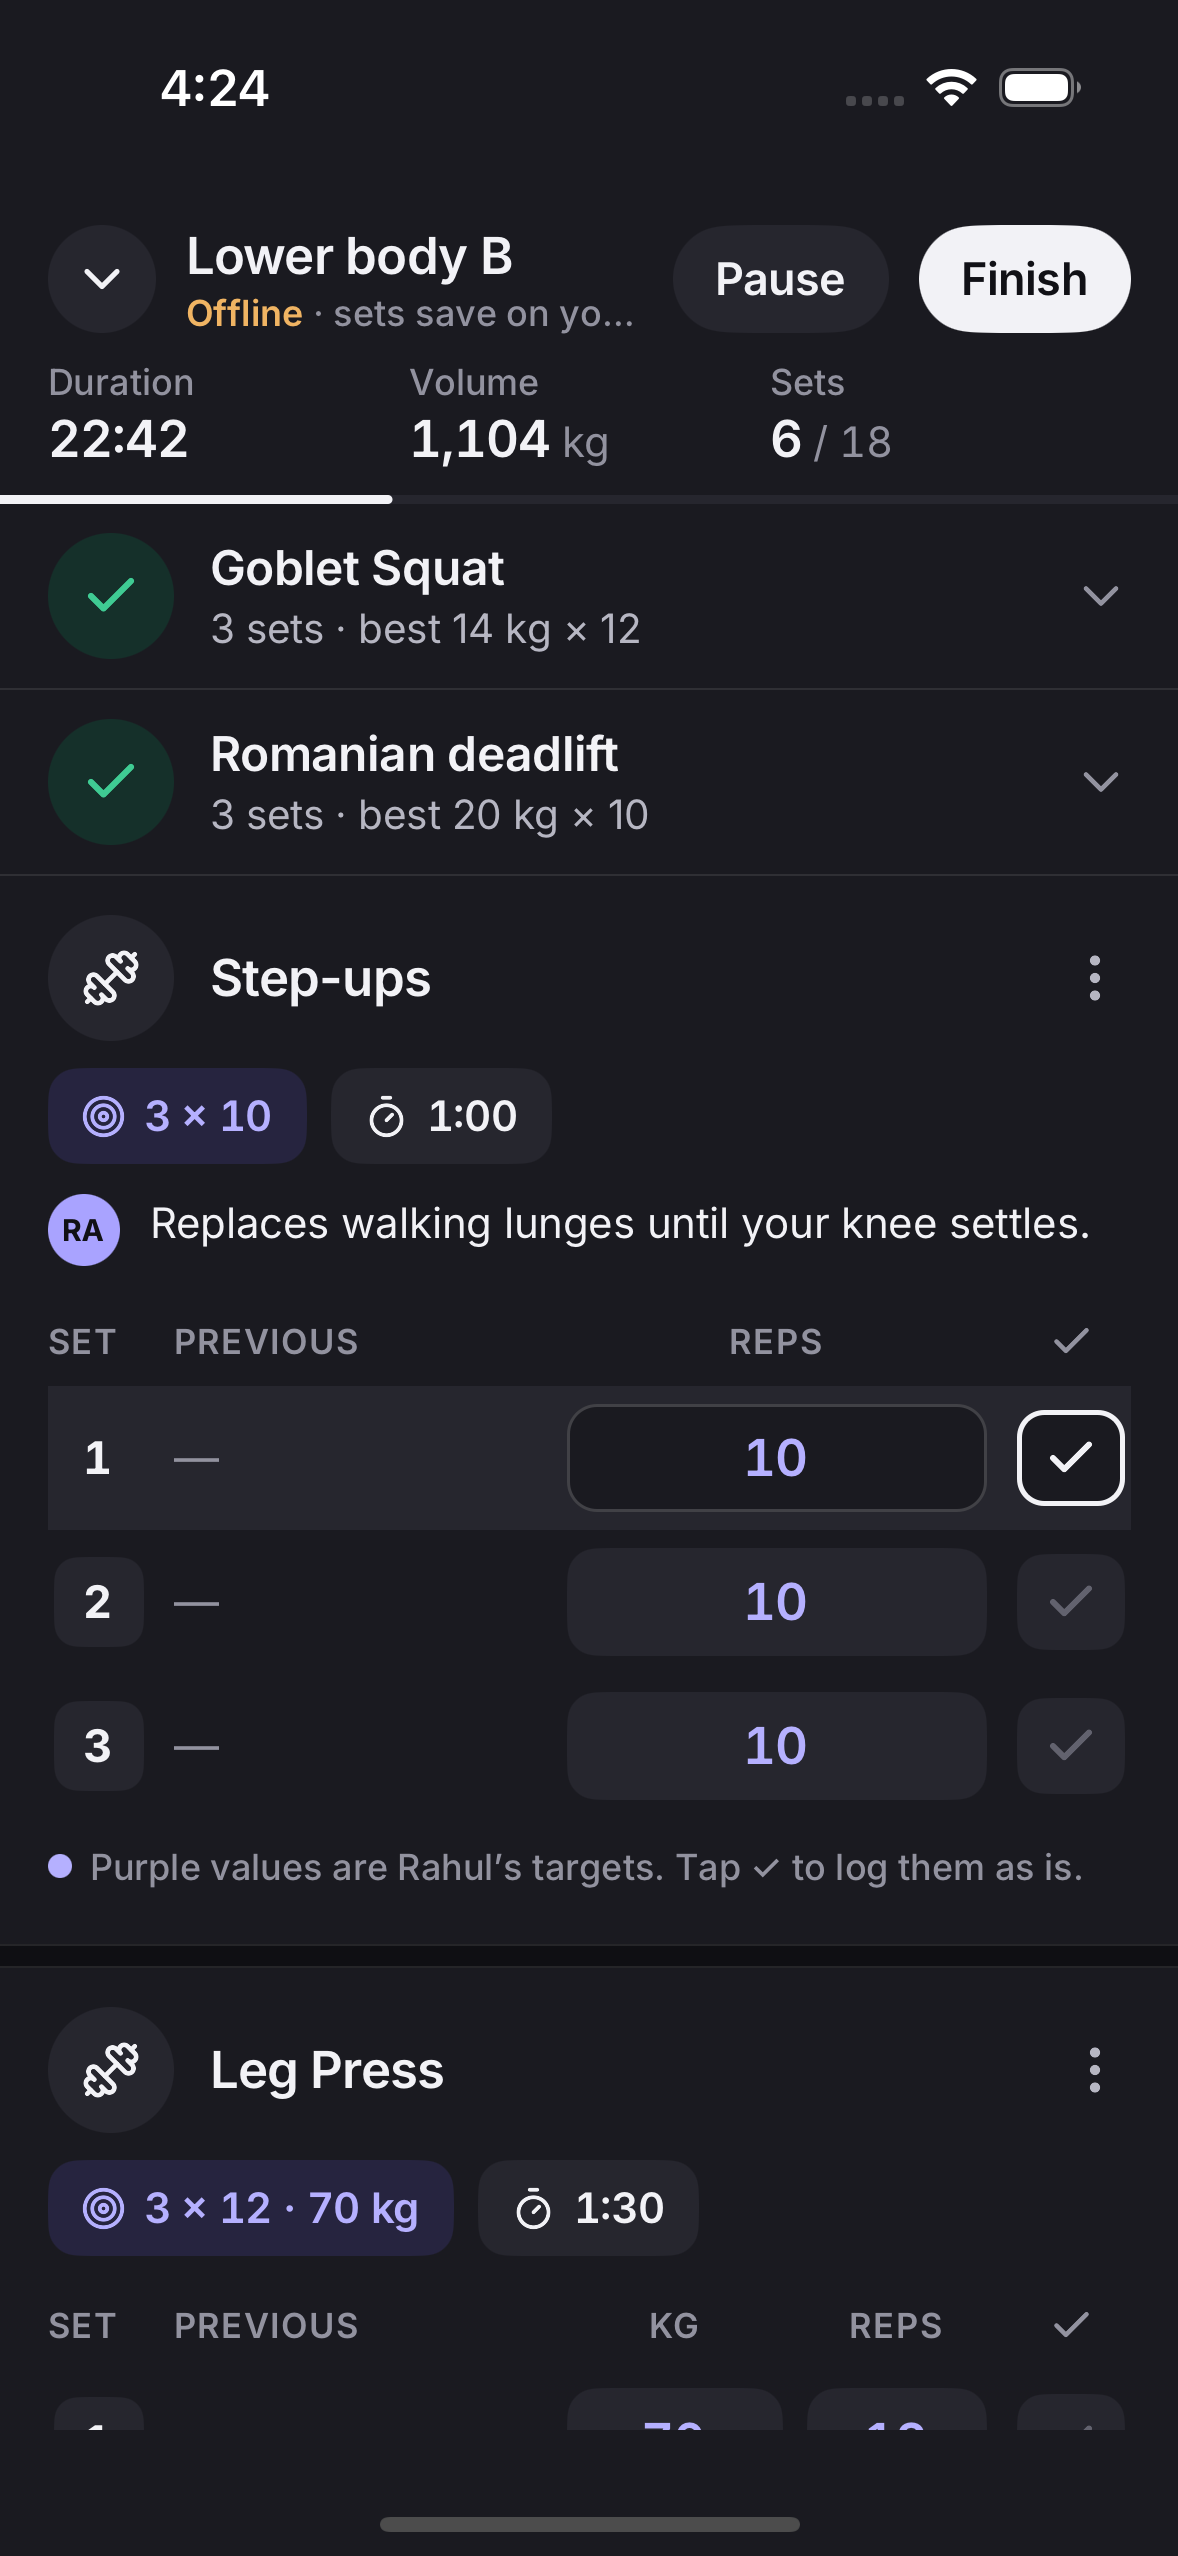 4:24
Lower body B
Offline · sets save on yo...
Pause
Finish
Duration
22:42
Volume
1,104 kg
Sets
6 / 18
Goblet Squat
3 sets · best 14 kg × 12
Romanian deadlift
3 sets · best 20 kg × 10
Step-ups
3 × 10
1:00
RA
Replaces walking lunges until your knee settles.
SET PREVIOUS REPS ✓
1 — 10
2 — 10
3 — 10
Purple values are Rahul’s targets. Tap ✓ to log them as is.
Leg Press
3 × 12 · 70 kg
1:30
SET PREVIOUS KG REPS ✓